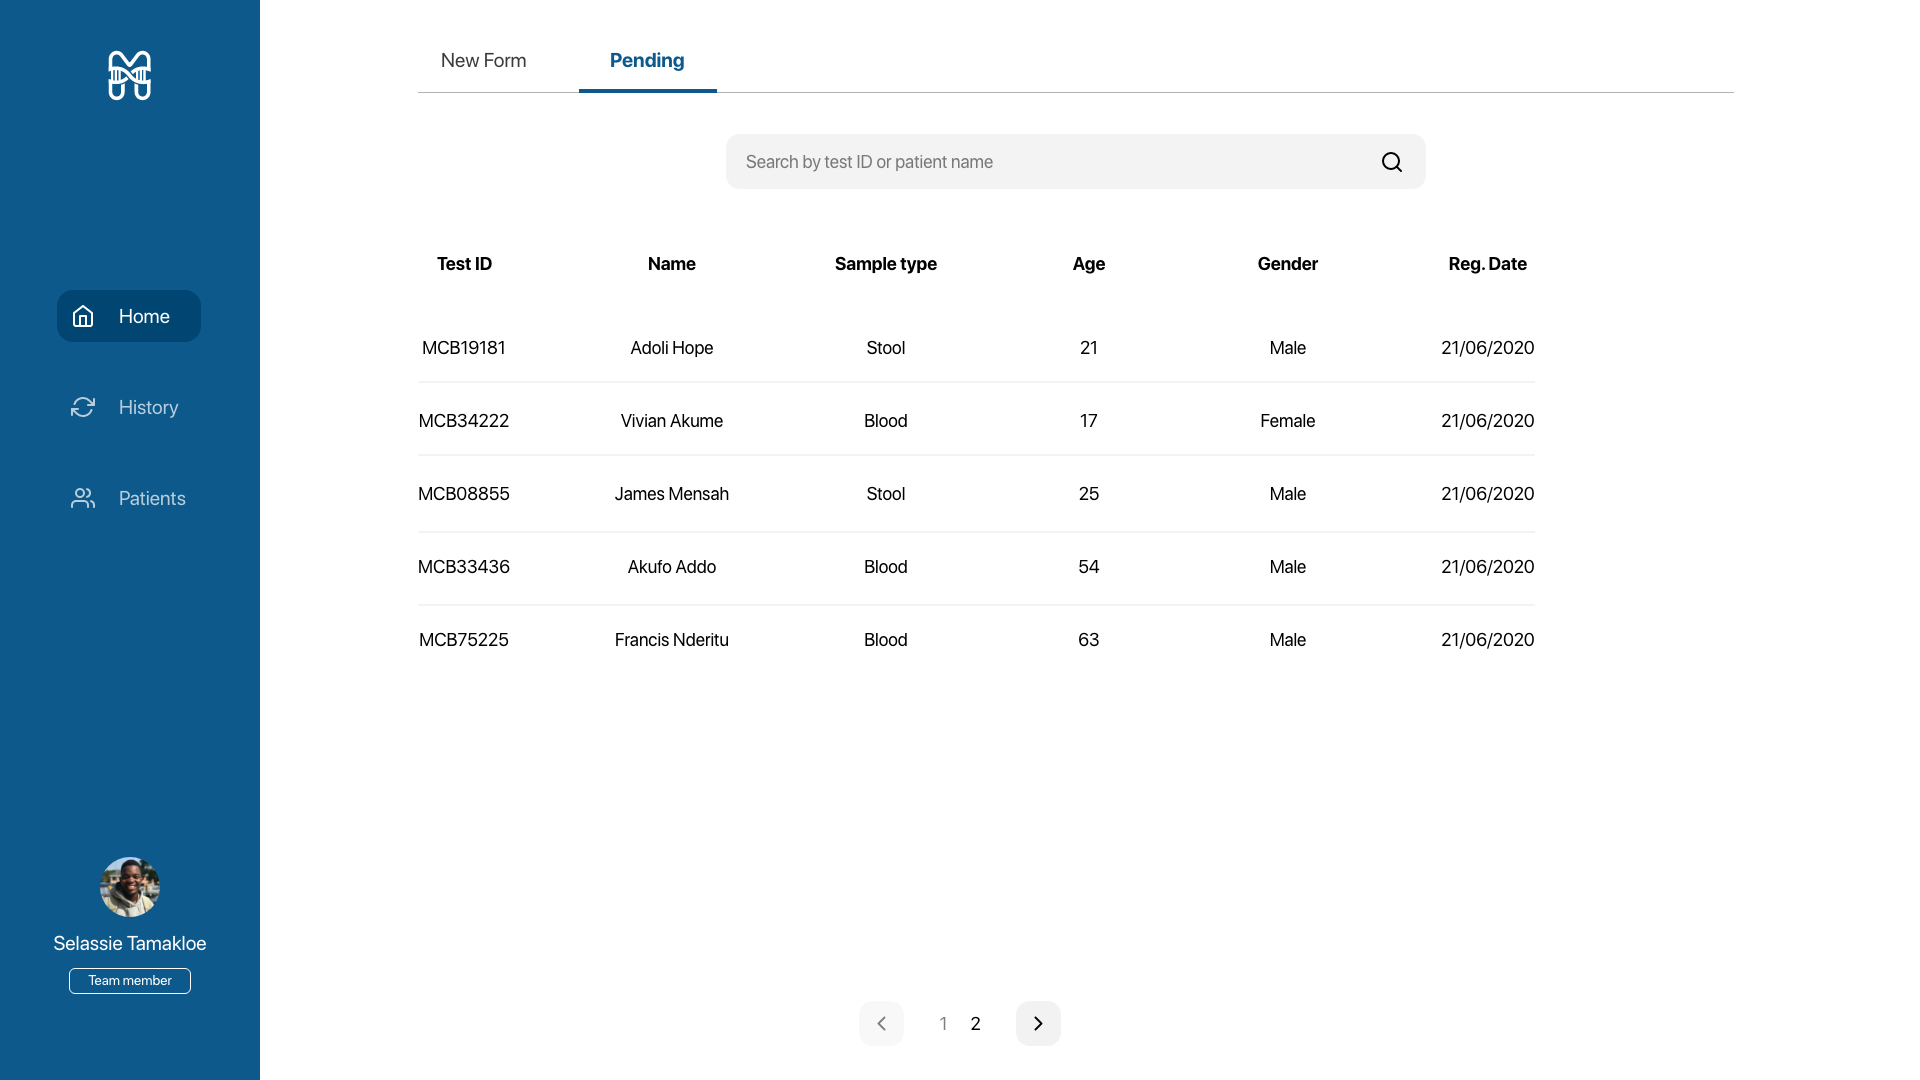 New Form
Pending
Search by test ID or patient name
Home
History
Patients
Test ID Name Sample type Age Gender Reg. Date
MCB19181 Adoli Hope Stool 21 Male 21/06/2020
MCB34222 Vivian Akume Blood 17 Female 21/06/2020
MCB08855 James Mensah Stool 25 Male 21/06/2020
MCB33436 Akufo Addo Blood 54 Male 21/06/2020
MCB75225 Francis Nderitu Blood 63 Male 21/06/2020
Selassie Tamakloe
Team member
1 2